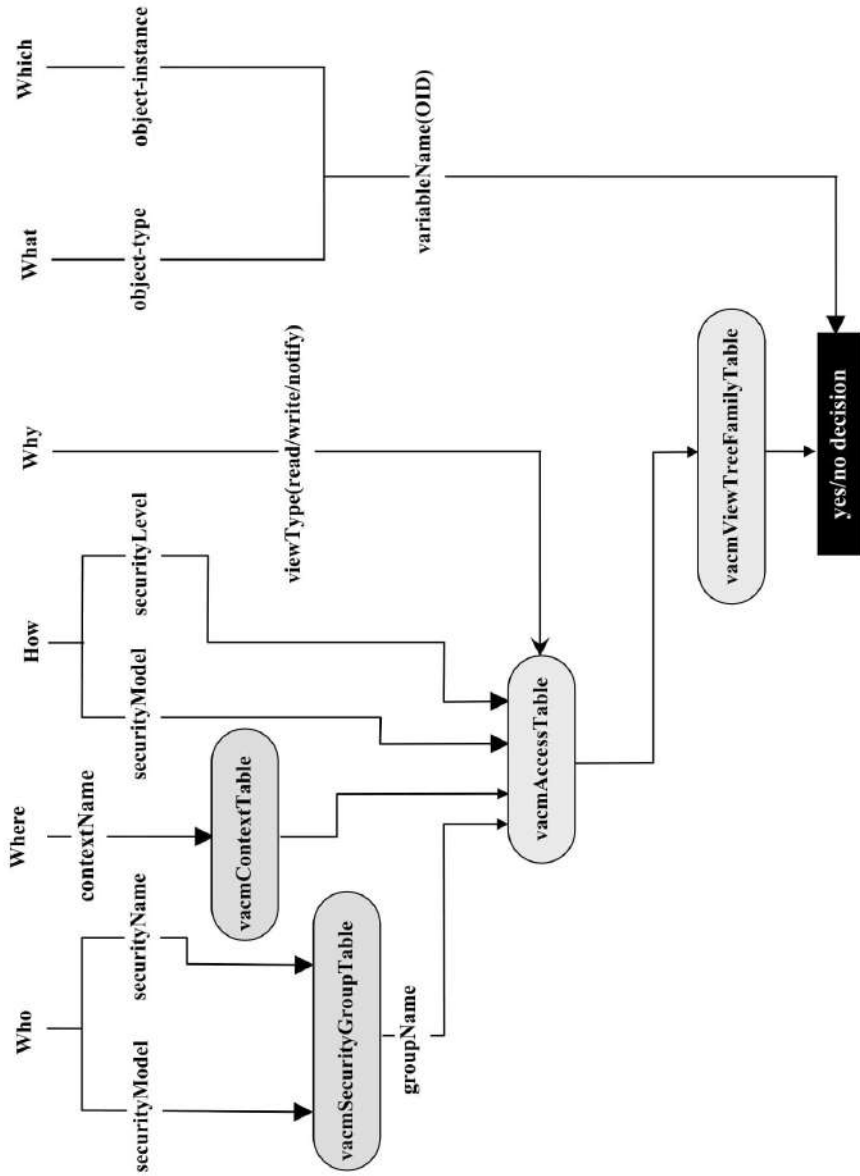 Who
Where
How
Why
What
Which
securityModel
securityName
contextName
securityModel
securityLevel
viewType(read/write/notify)
object-type
object-instance
vacmContextTable
vacmSecurityGroupTable
groupName
variableName(OID)
vacmAccessTable
vacmViewTreeFamilyTable
yes/no decision